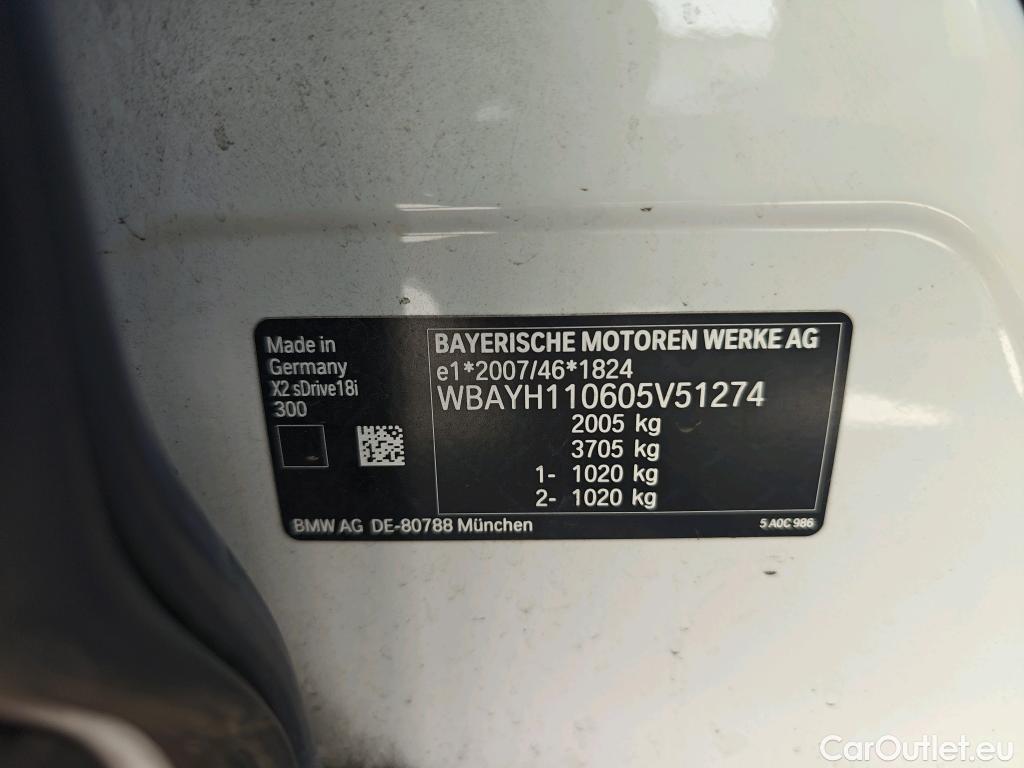 Made in
Germany
X2 sDrive18i
300
BAYERISCHE MOTOREN WERKE AG
e1*2007/46*1824
WBAYH110605V51274
2005 kg
3705 kg
1- 1020 kg
2- 1020 kg
BMW AG DE-80788 München
5 A0C 986
CarOutlet.eu